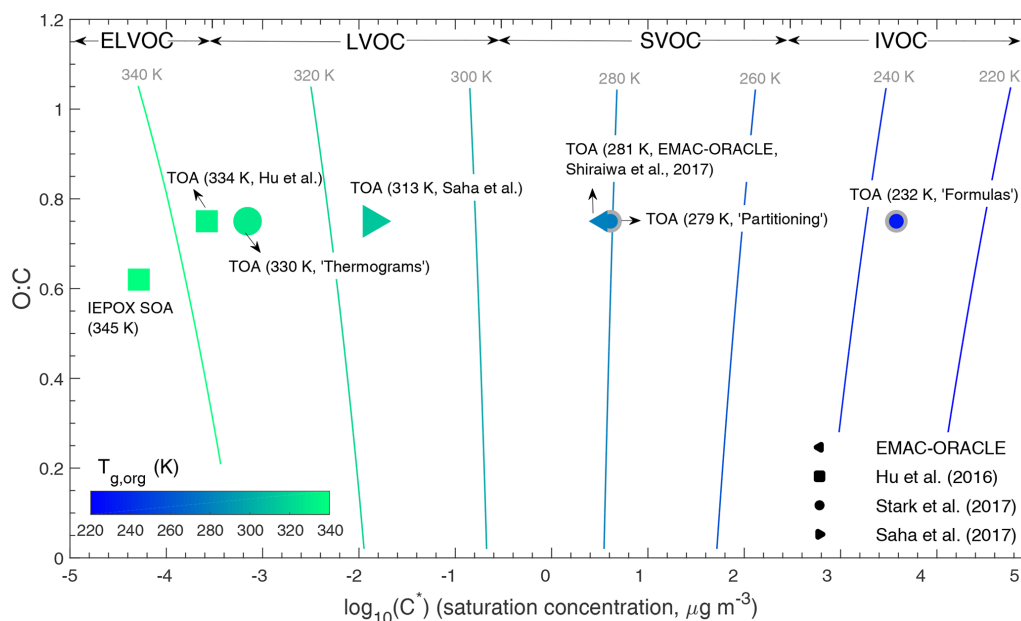 1.2
ELVOC
LVOC
SVOC
IVOC
340 K
320 K
300 K
280 K
260 K
240 K
220 K
1
TOA (281 K, EMAC-ORACLE,
Shiraiwa et al., 2017)
TOA (334 K, Hu et al.)
TOA (313 K, Saha et al.)
TOA (232 K, 'Formulas')
0.8
TOA (279 K, 'Partitioning')
TOA (330 K, 'Thermograms')
O:C
0.6
IEPOX SOA
(345 K)
0.4
EMAC-ORACLE
Hu et al. (2016)
Stark et al. (2017)
Saha et al. (2017)
Tg,org (K)
0.2
220 240 260 280 300 320 340
0
-5 -4 -3 -2 -1 0 1 2 3 4 5
log10(C*) (saturation concentration, μg m-3)